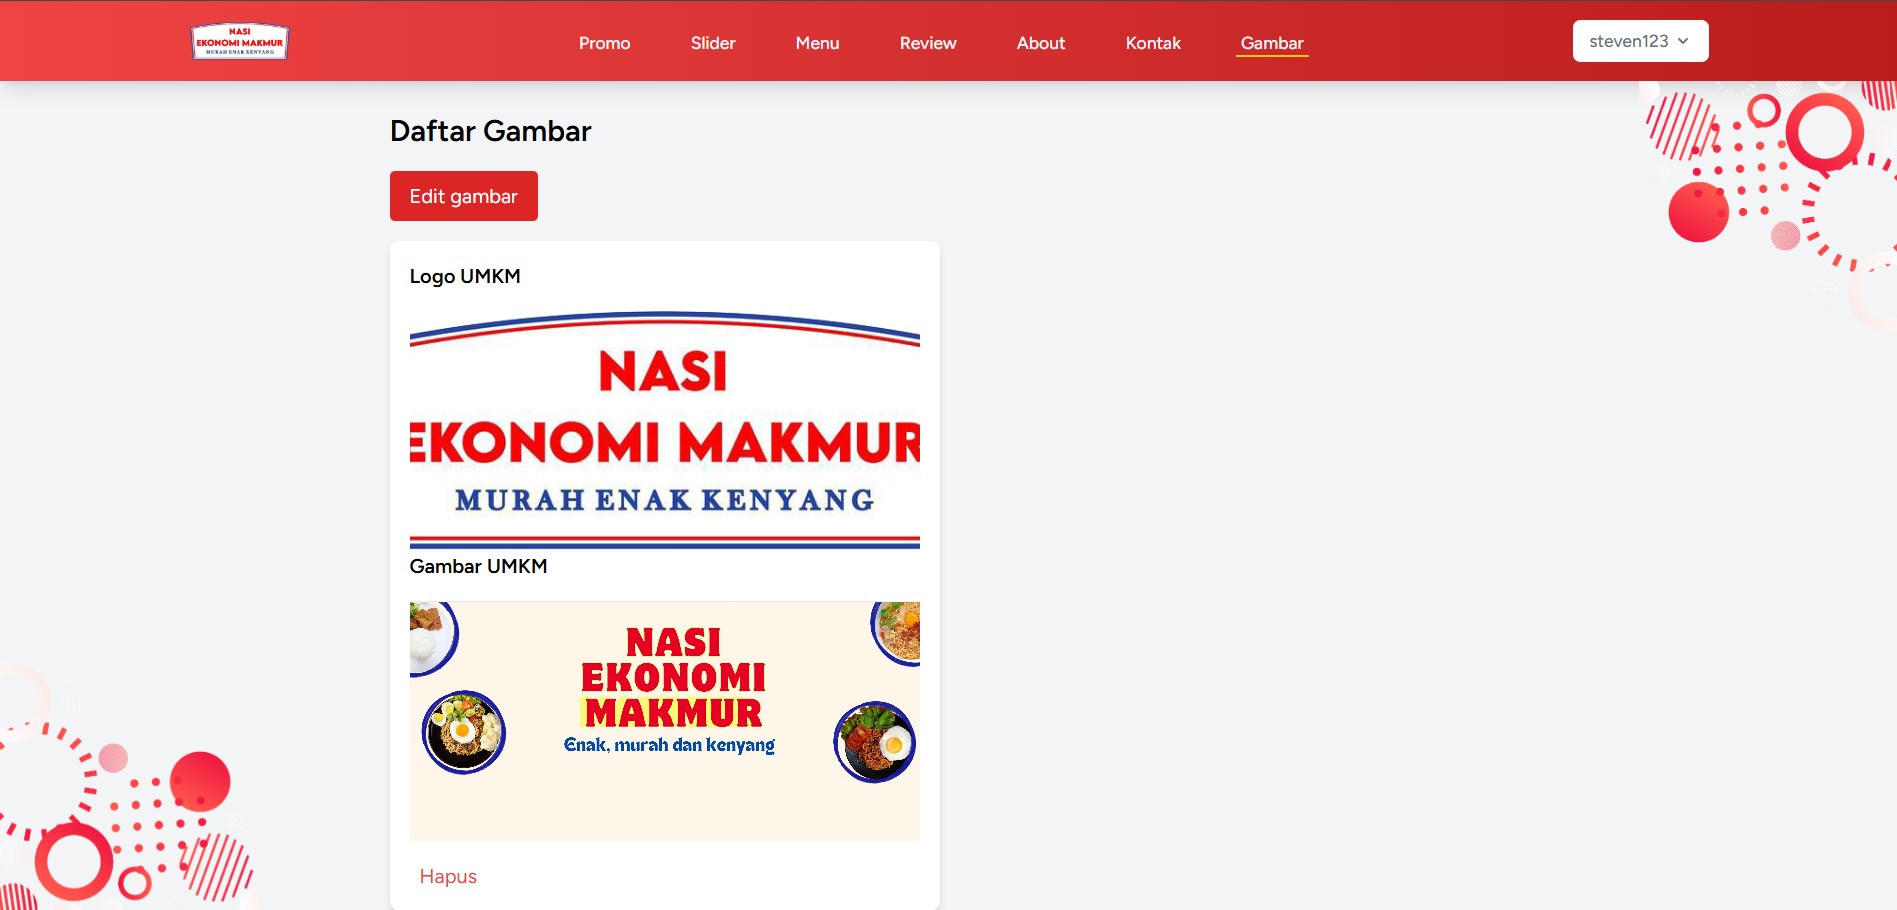 NASI
EKONOMI MAKMUR
MURAH ENAK KENYANG
Promo
Slider
Menu
Review
About
Kontak
Gambar
steven123
Daftar Gambar
Edit gambar
Logo UMKM
NASI
EKONOMI MAKMUR
MURAH ENAK KENYANG
Gambar UMKM
NASI
EKONOMI
MAKMUR
Enak, murah dan kenyang
Hapus